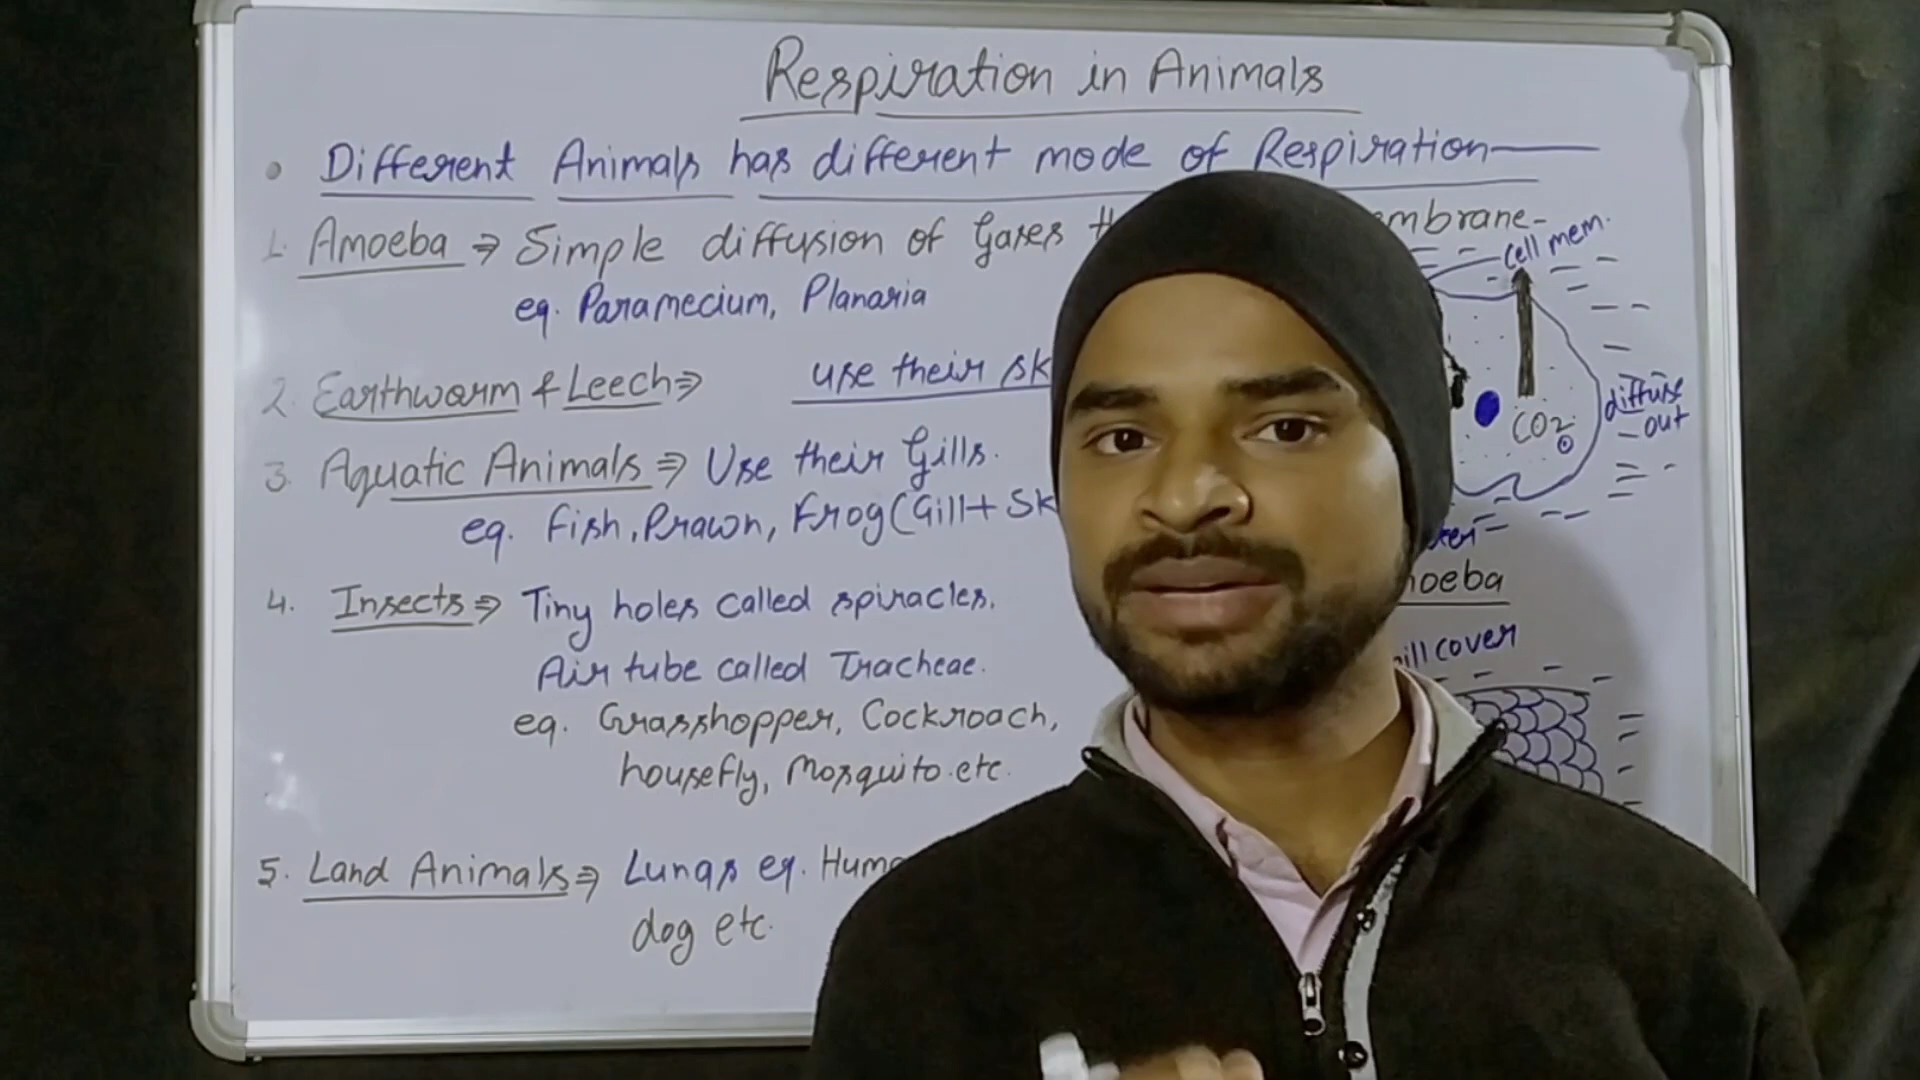 Respiration in Animals
• Different Animals has different mode of Respiration
1. Amoeba ⇒ Simple diffusion of Gases
eg. Paramecium, Planaria
cell mem.
2. Earthworm & Leech ⇒ use their
diffuse
out
CO2
3. Aquatic Animals ⇒ Use their Gills.
eg. Fish, Prawn, Frog (Gill+
4. Insects ⇒ Tiny holes called spiracles.
Air tube called Tracheae.
cover
eg. Grasshopper, Cockroach,
housefly, Mosquito etc.
5. Land Animals ⇒ Lungs eg.
dog etc.